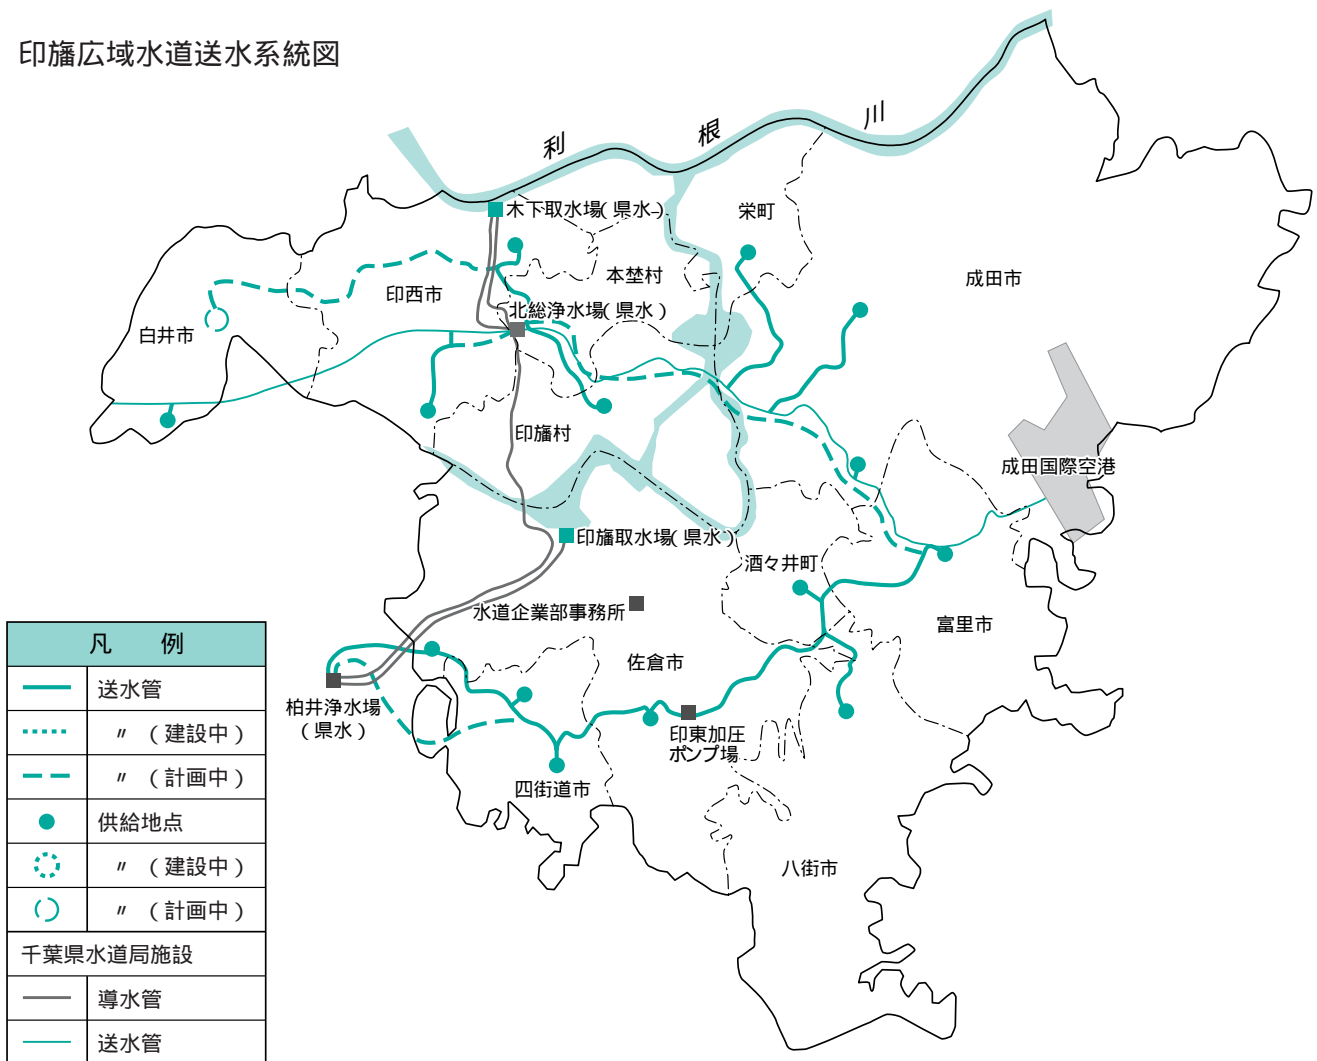 印旛広域水道送水系統図
利根川
木下取水場(県水)
栄町
本埜村
成田市
印西市
北総浄水場(県水)
白井市
印旛村
成田国際空港
印旛取水場(県水)
酒々井町
水道企業部事務所
富里市
佐倉市
柏井浄水場
(県水)
印東加圧
ポンプ場
四街道市
八街市
凡 例
送水管
〃 (建設中)
〃 (計画中)
供給地点
〃 (建設中)
〃 (計画中)
千葉県水道局施設
導水管
送水管